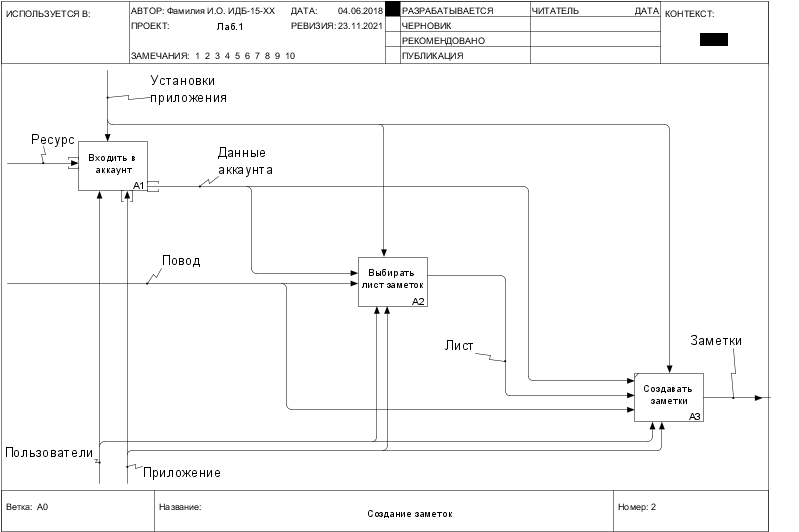 ИСПОЛЬЗУЕТСЯ В:
АВТОР: Фамилия И.О. ИДБ-15-ХХ
ДАТА: 04.06.2018
ПРОЕКТ: Лаб.1
РЕВИЗИЯ: 23.11.2021
ЗАМЕЧАНИЯ: 1 2 3 4 5 6 7 8 9 10
РАЗРАБАТЫВАЕТСЯ
ЧЕРНОВИК
РЕКОМЕНДОВАНО
ПУБЛИКАЦИЯ
ЧИТАТЕЛЬ
ДАТА
КОНТЕКСТ:
Установки
приложения
Ресурс
Входить в
аккаунт
A1
Данные
аккаунта
Повод
Выбирать
лист заметок
A2
Лист
Заметки
Создавать
заметки
A3
Пользователи
Приложение
Ветка: A0
Название:
Создание заметок
Номер: 2